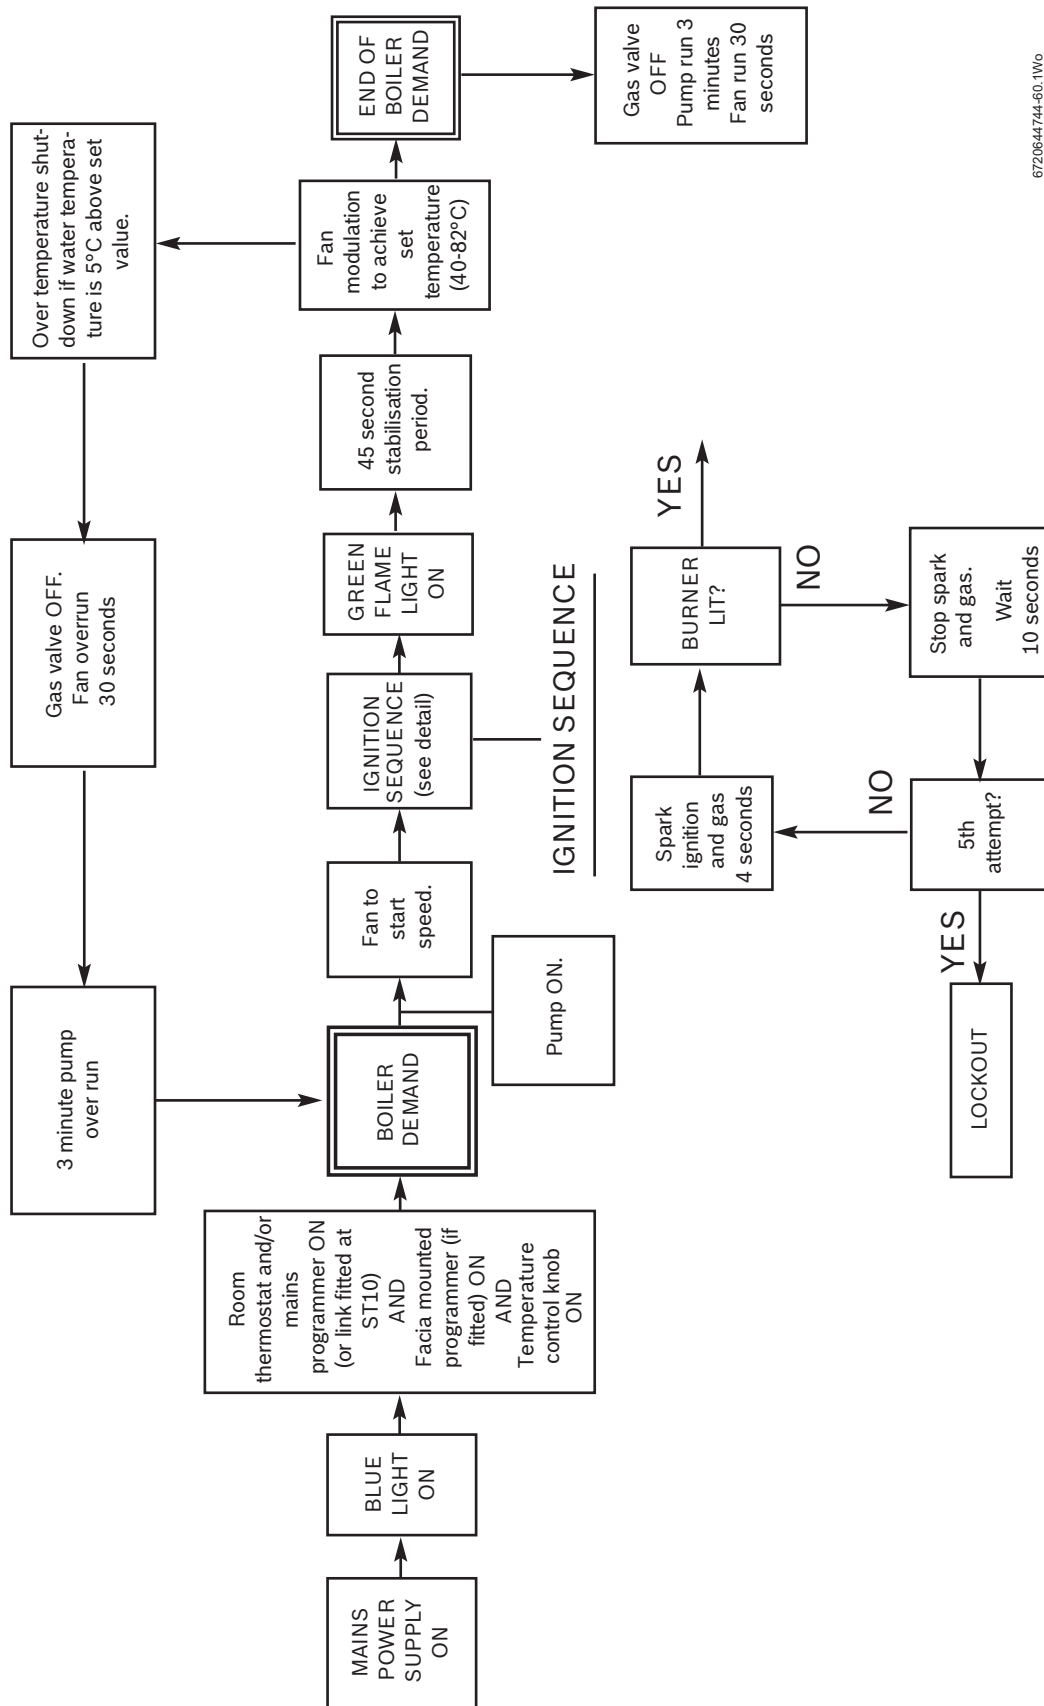 3 minute pump
over run
Gas valve OFF.
Fan overrun
30 seconds
Over temperature shut-
down if water tempera-
ture is 5°C above set
value.
MAINS
POWER
SUPPLY
ON
BLUE
LIGHT
ON
Room
thermostat and/or
mains
programmer ON
(or link fitted at
ST10)
AND
Facia mounted
programmer (if
fitted) ON
AND
Temperature
control knob
ON
BOILER
DEMAND
Pump ON.
Fan to
start
speed.
IGNITION
SEQUENCE
(see detail)
GREEN
FLAME
LIGHT
ON
45 second
stabilisation
period.
Fan
modulation
to achieve
set
temperature
(40-82°C)
END OF
BOILER
DEMAND
Gas valve
OFF
Pump run 3
minutes
Fan run 30
seconds
IGNITION SEQUENCE
Spark
ignition
and gas
4 seconds
BURNER
LIT?
YES
NO
Stop spark
and gas.
Wait
10 seconds
5th
attempt?
NO
YES
LOCKOUT
6720644744-60.1Wo